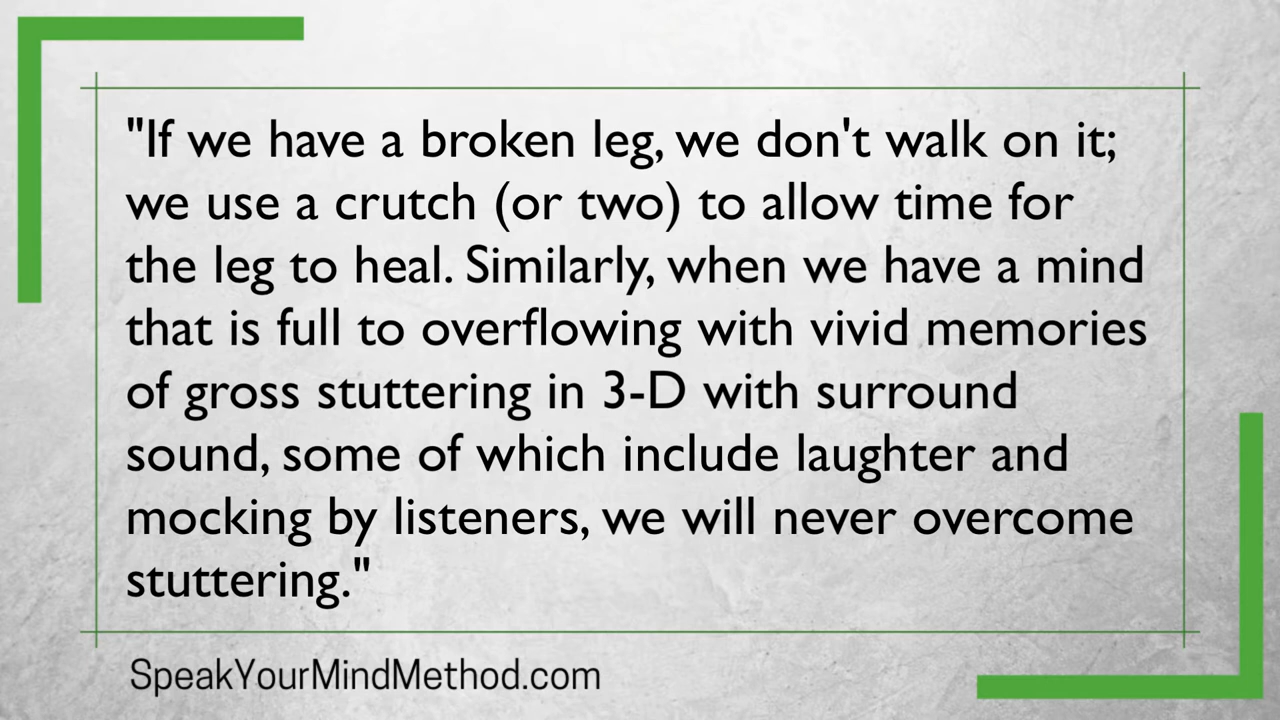 "If we have a broken leg, we don't walk on it;
we use a crutch (or two) to allow time for
the leg to heal. Similarly, when we have a mind
that is full to overflowing with vivid memories
of gross stuttering in 3-D with surround
sound, some of which include laughter and
mocking by listeners, we will never overcome
stuttering."
SpeakYourMindMethod.com